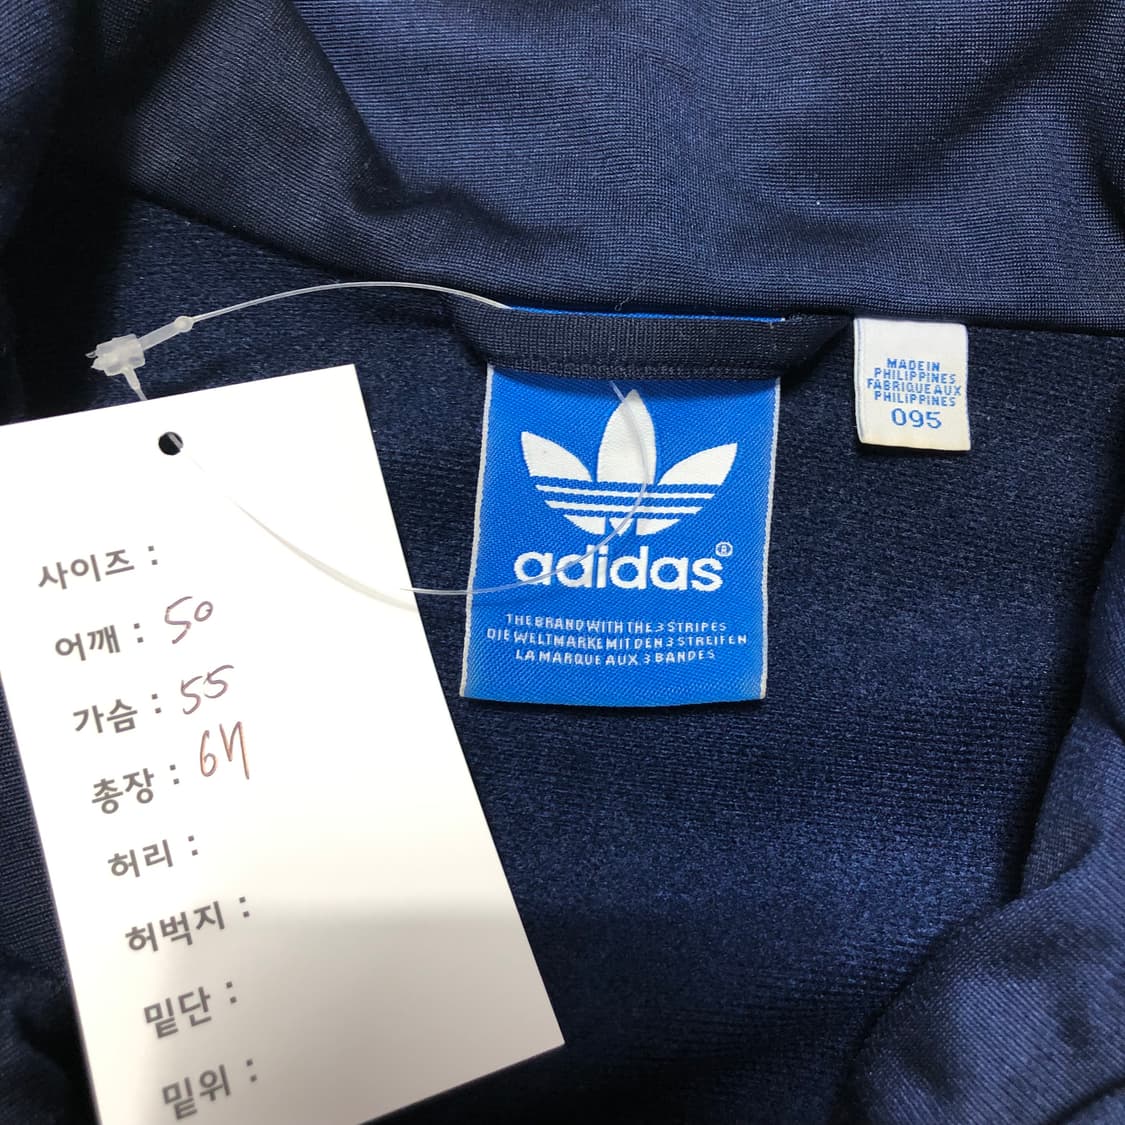 사이즈 :
어깨 : 50
가슴 : 55
총장 : 67
허리 :
허벅지 :
밑단 :
밑위 :
adidas®
THE BRAND WITH THE 3 STRIPES
DIE WELTMARKE MIT DEN 3 STREIFEN
LA MARQUE AUX 3 BANDES
MADE IN
PHILIPPINES
FABRIQUE AUX
PHILIPPINES
095